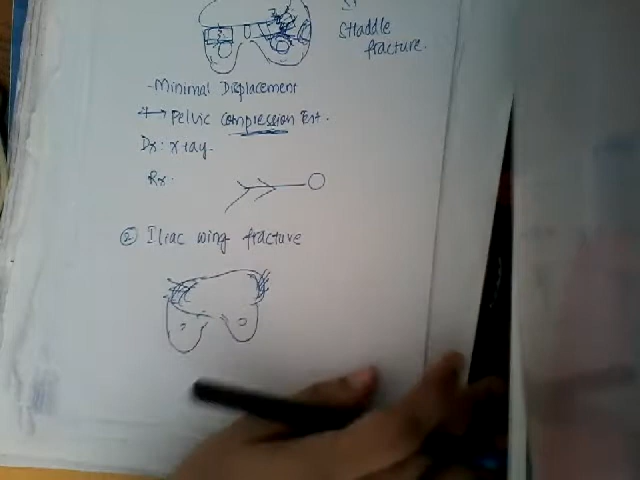 Straddle
fracture.
-Minimal Displacement
Pelvic compression Test.
Dx: x ray.
Rx.
② Iliac wing fracture